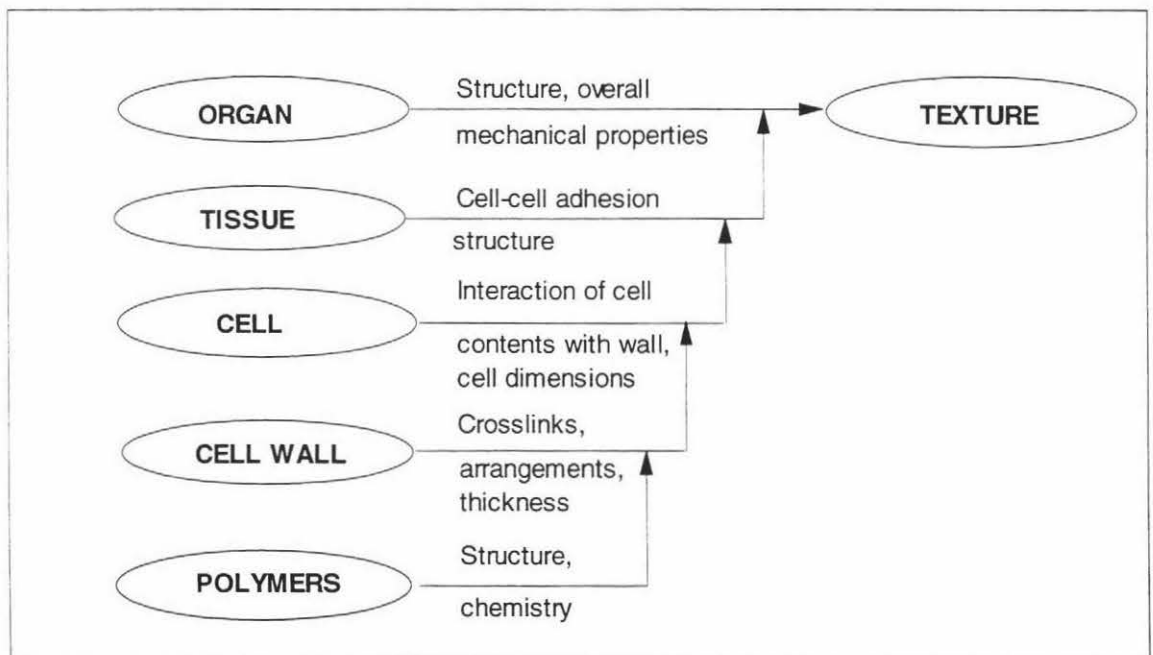 ORGAN
Structure, overall
mechanical properties
TEXTURE
TISSUE
Cell-cell adhesion
structure
CELL
Interaction of cell
contents with wall,
cell dimensions
CELL WALL
Crosslinks,
arrangements,
thickness
POLYMERS
Structure,
chemistry